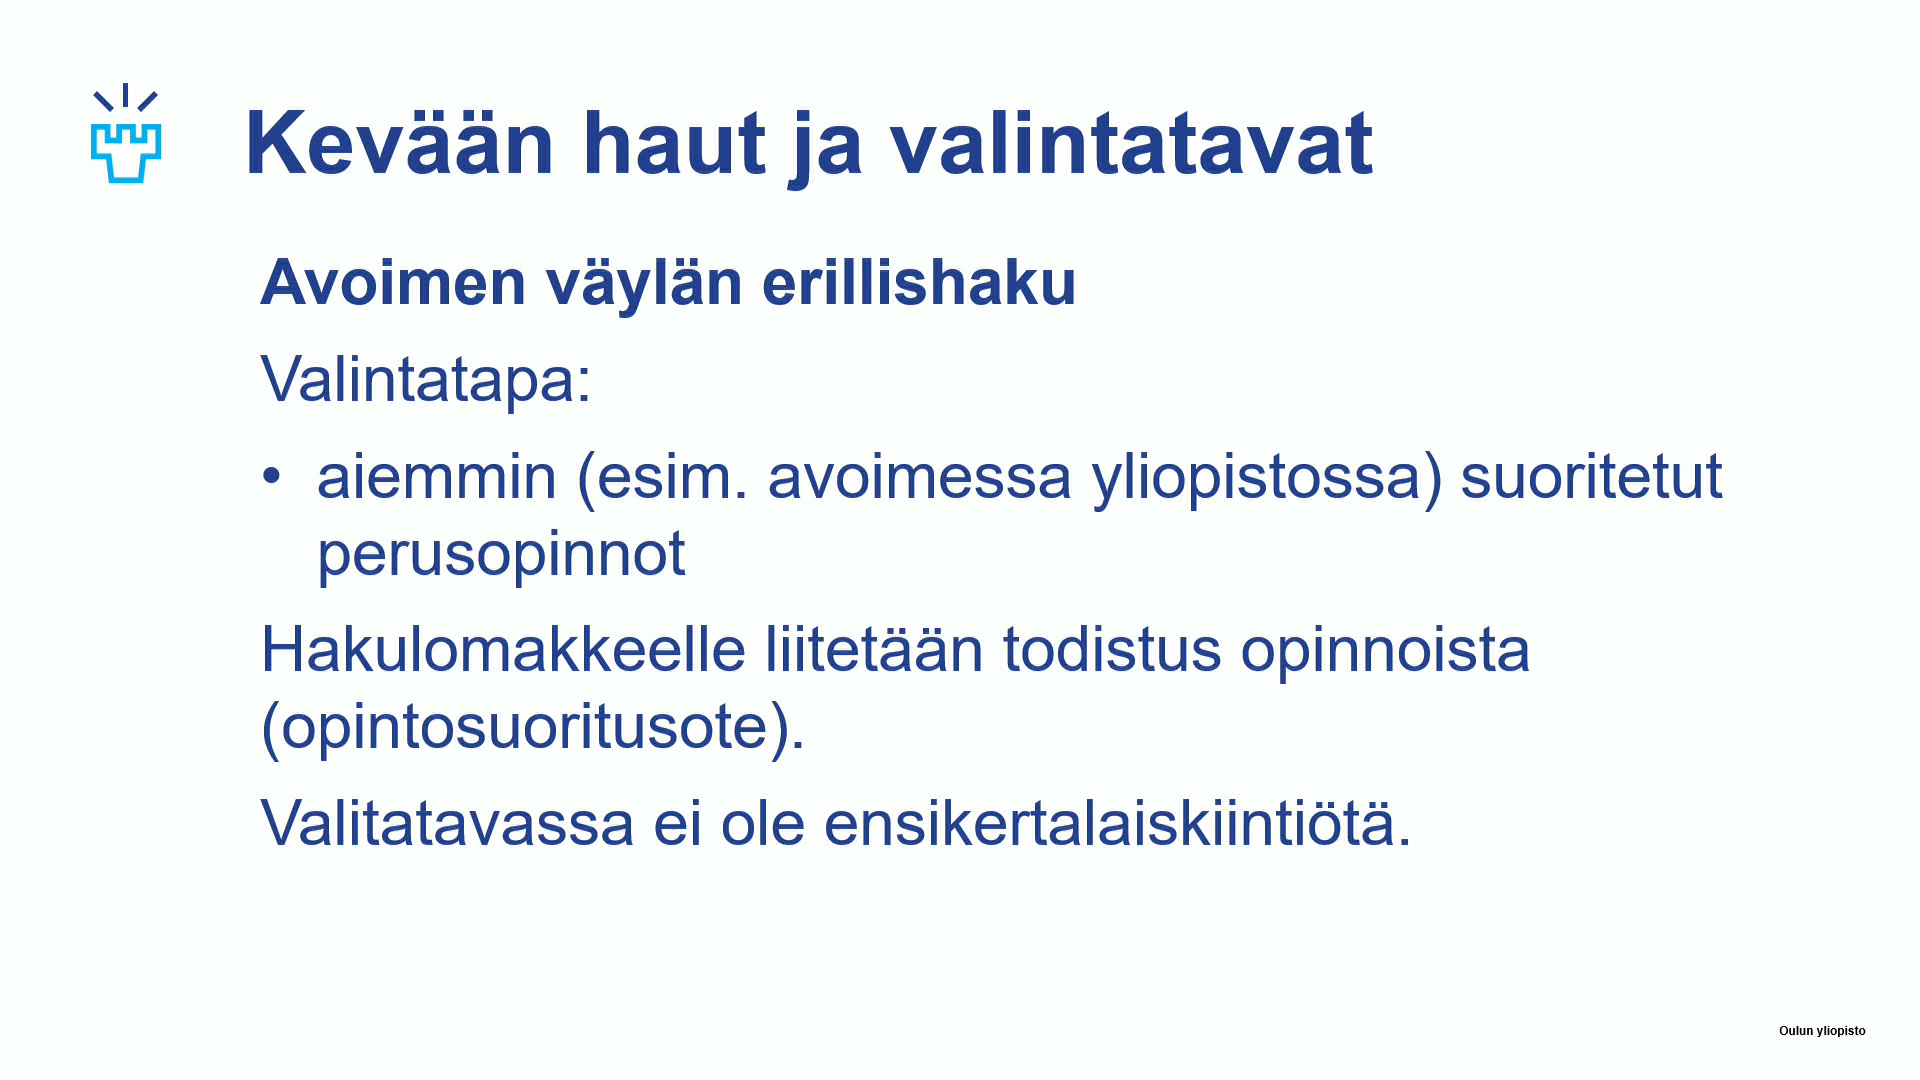 Kevään haut ja valintatavat
Avoimen väylän erillishaku
Valintatapa:
• aiemmin (esim. avoimessa yliopistossa) suoritetut
perusopinnot
Hakulomakkeelle liitetään todistus opinnoista
(opintosuoritusote).
Valitatavassa ei ole ensikertalaiskiintiötä.
Oulun yliopisto